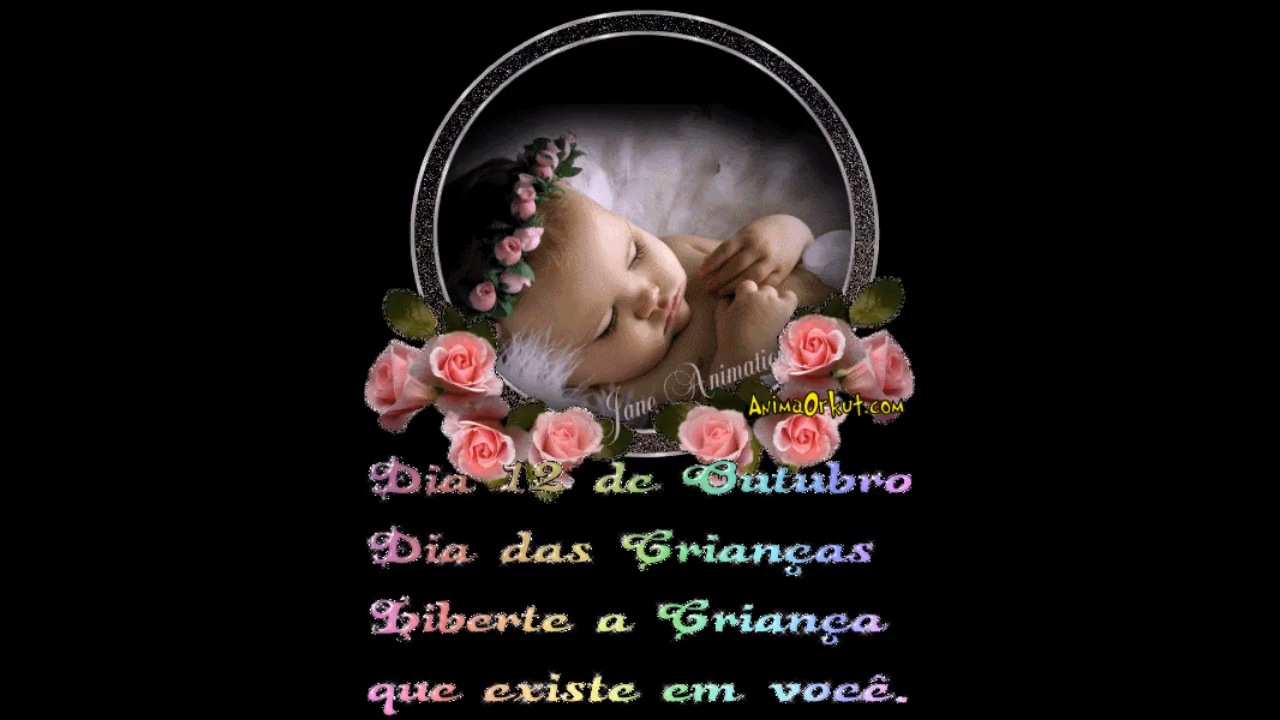 Jane Animation
AnimaOrkut.com
Dia 12 de Outubro
Dia das Crianças
Liberte a Criança
que existe em você.